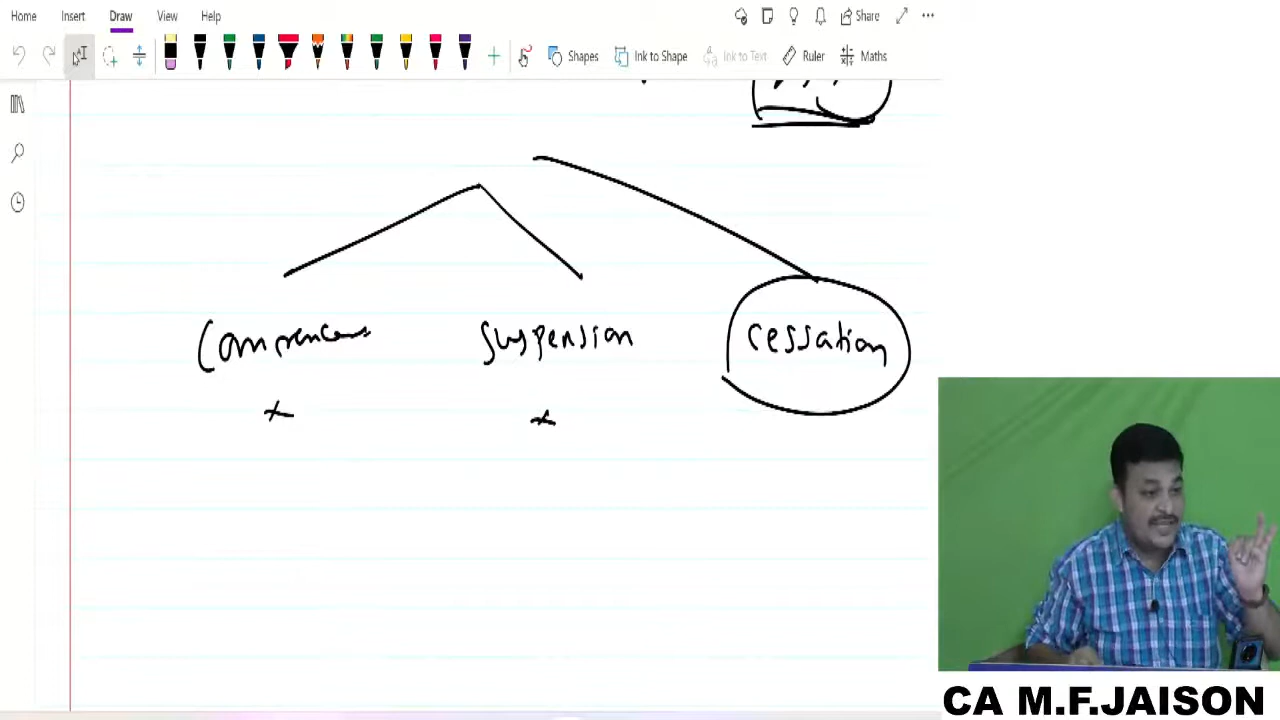 Home Insert Draw View Help Share
Shapes Ink to Shape Ink to Text Ruler Maths
suspension cessation
CA M.F.JAISON